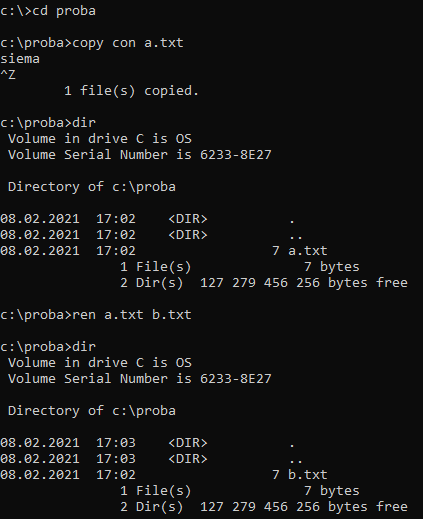 c:\>cd proba
c:\proba>copy con a.txt
siema
^Z
        1 file(s) copied.
c:\proba>dir
 Volume in drive C is OS
 Volume Serial Number is 6233-8E27
 Directory of c:\proba
08.02.2021  17:02    <DIR>          .
08.02.2021  17:02    <DIR>          ..
08.02.2021  17:02                 7 a.txt
               1 File(s)              7 bytes
               2 Dir(s)  127 279 456 256 bytes free
c:\proba>ren a.txt b.txt
c:\proba>dir
 Volume in drive C is OS
 Volume Serial Number is 6233-8E27
 Directory of c:\proba
08.02.2021  17:03    <DIR>          .
08.02.2021  17:03    <DIR>          ..
08.02.2021  17:02                 7 b.txt
               1 File(s)              7 bytes
               2 Dir(s)  127 279 456 256 bytes free